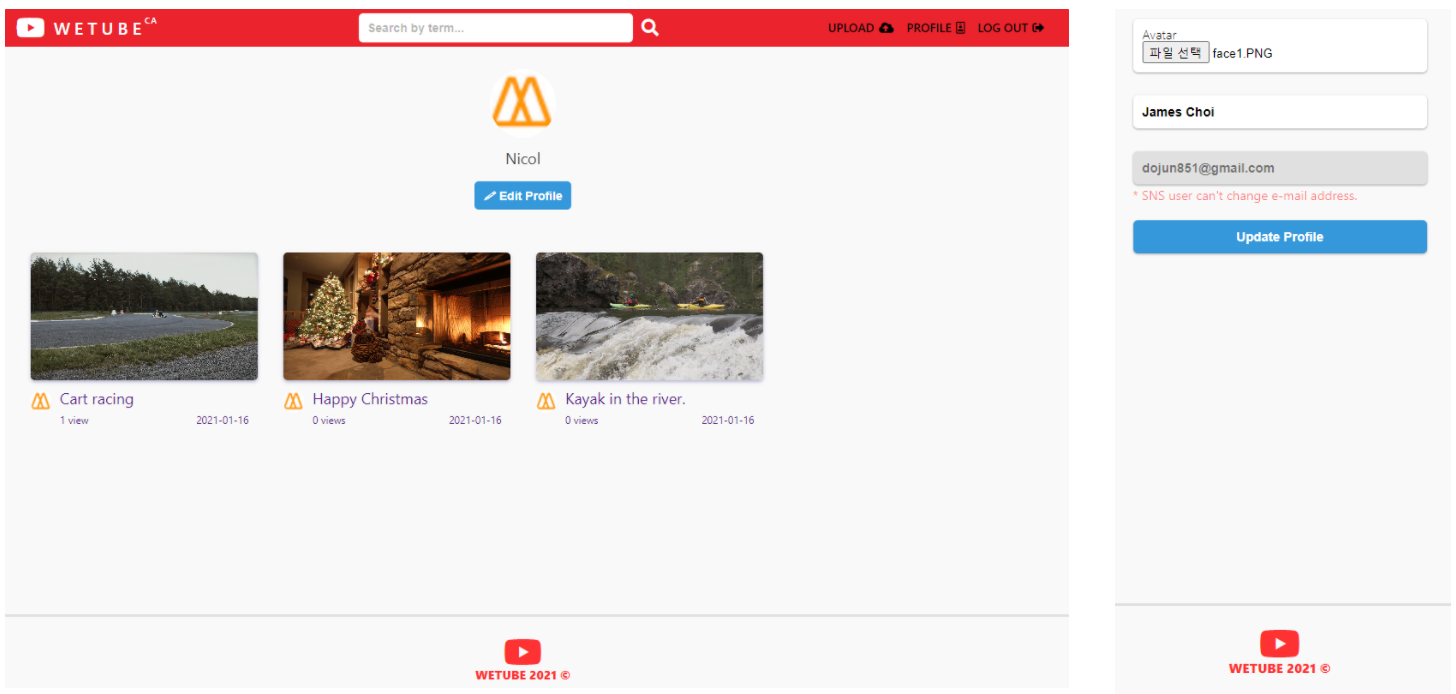 WETUBE CA
Search by term...
UPLOAD PROFILE LOG OUT
Nicol
Edit Profile
Cart racing
1 view 2021-01-16
Happy Christmas
0 views 2021-01-16
Kayak in the river.
0 views 2021-01-16
WETUBE 2021 ©
Avatar
파일 선택 face1.PNG
James Choi
dojun851@gmail.com
* SNS user can't change e-mail address.
Update Profile
WETUBE 2021 ©